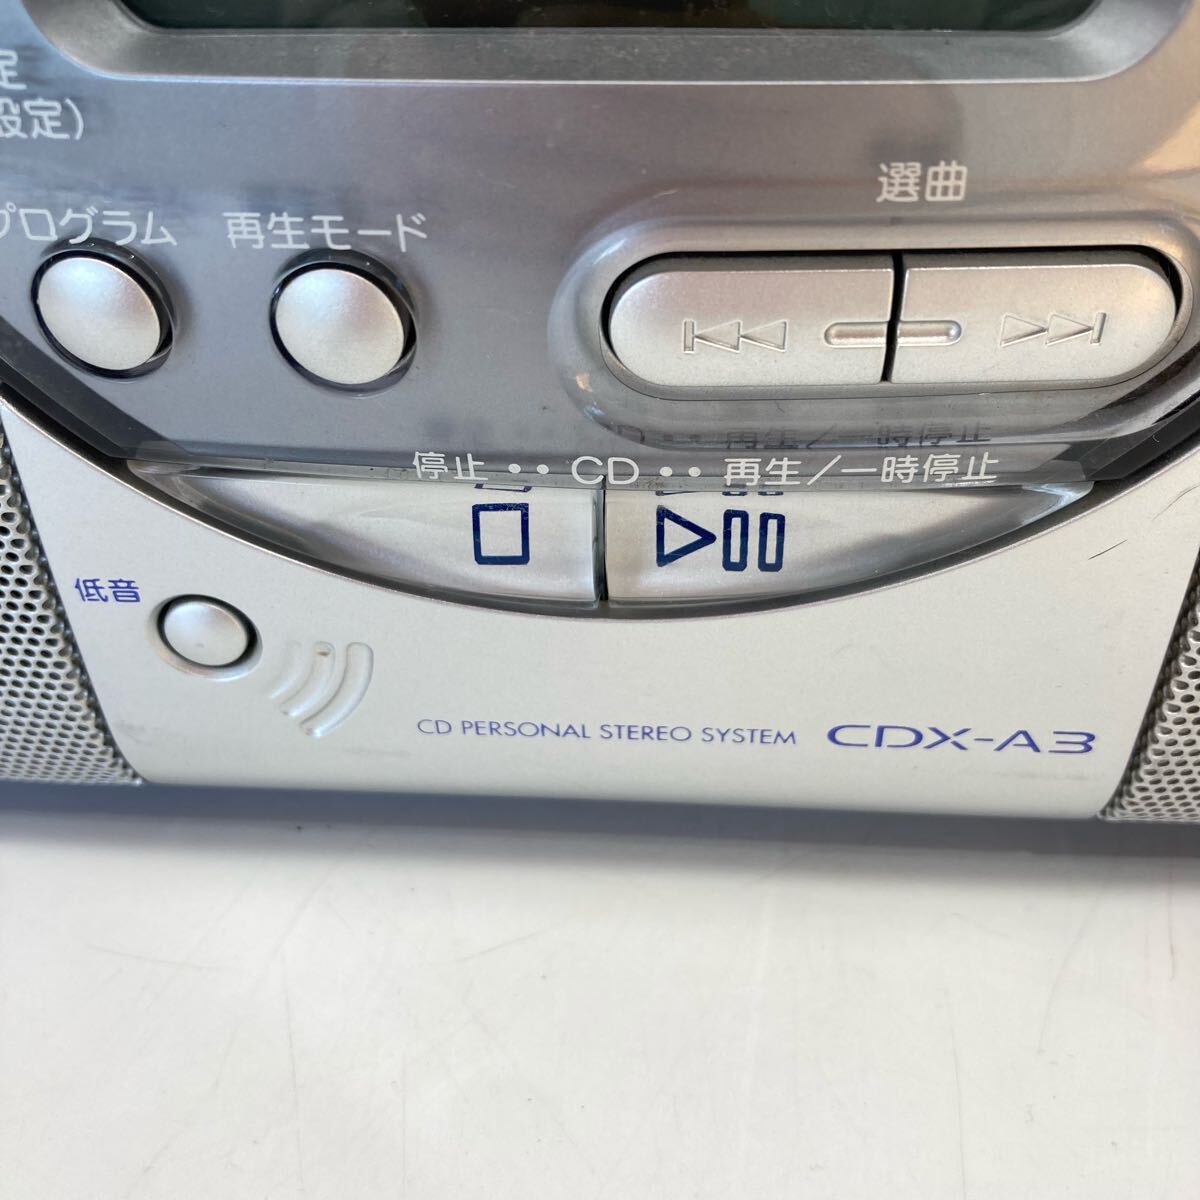 定
設定)
プログラム
再生モード
選曲
停止‥CD‥再生/一時停止
低音
CD PERSONAL STEREO SYSTEM CDX-A3